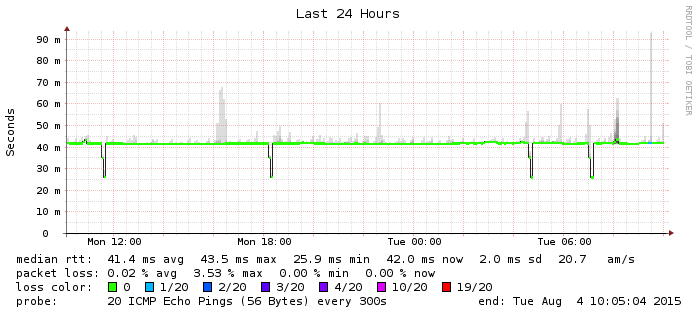 Last 24 Hours
RRDTOOL / TOBI OETIKER
Seconds
90 m
80 m
70 m
60 m
50 m
40 m
30 m
20 m
10 m
0
Mon 12:00 Mon 18:00 Tue 00:00 Tue 06:00
median rtt: 41.4 ms avg 43.5 ms max 25.9 ms min 42.0 ms now 2.0 ms sd 20.7 am/s
packet loss: 0.02 % avg 3.53 % max 0.00 % min 0.00 % now
loss color: 0 1/20 2/20 3/20 4/20 10/20 19/20
probe: 20 ICMP Echo Pings (56 Bytes) every 300s end: Tue Aug 4 10:05:04 2015